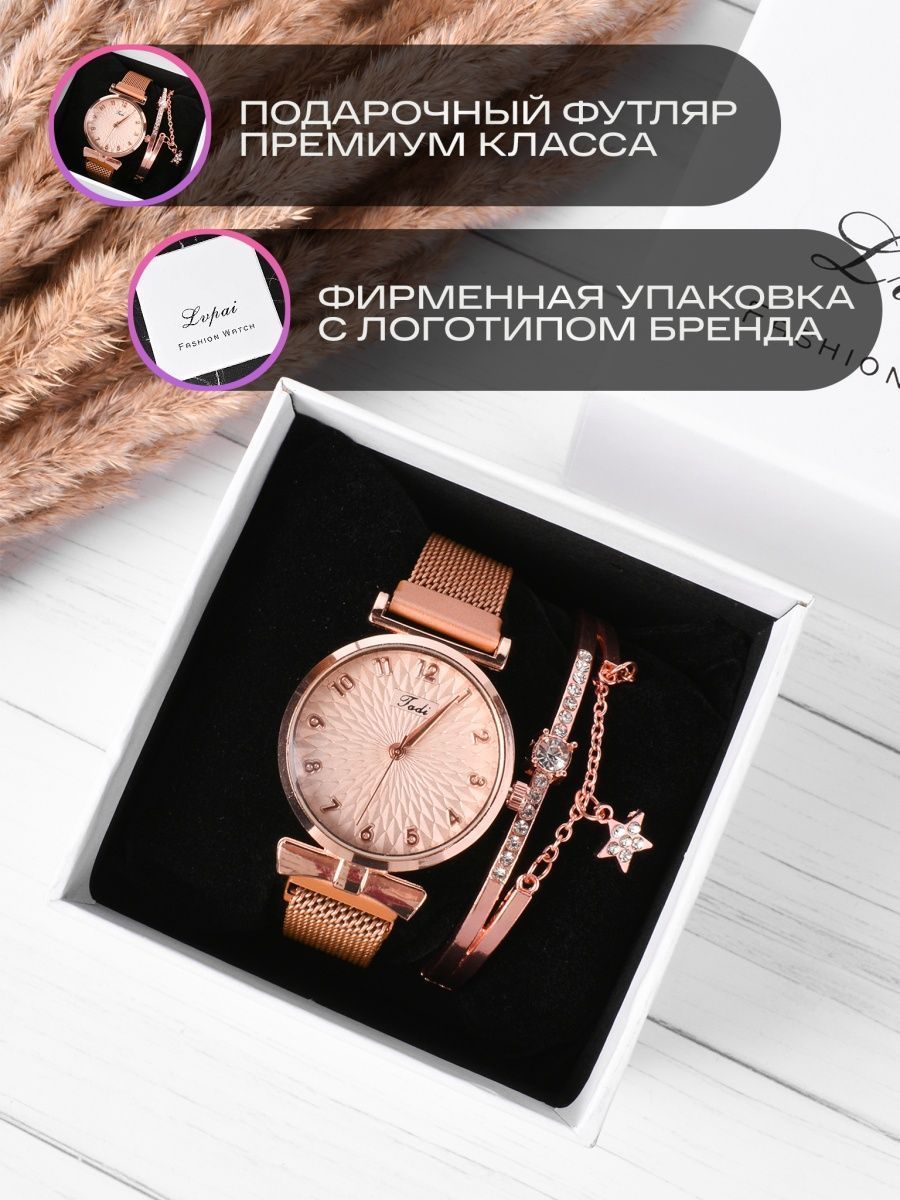 ПОДАРОЧНЫЙ ФУТЛЯР
ПРЕМИУМ КЛАССА
Lvpai
FASHION WATCH
ФИРМЕННАЯ УПАКОВКА
С ЛОГОТИПОМ БРЕНДА
FASHION
10 12 1
9 2
8 3
7 6 5 4
Todi